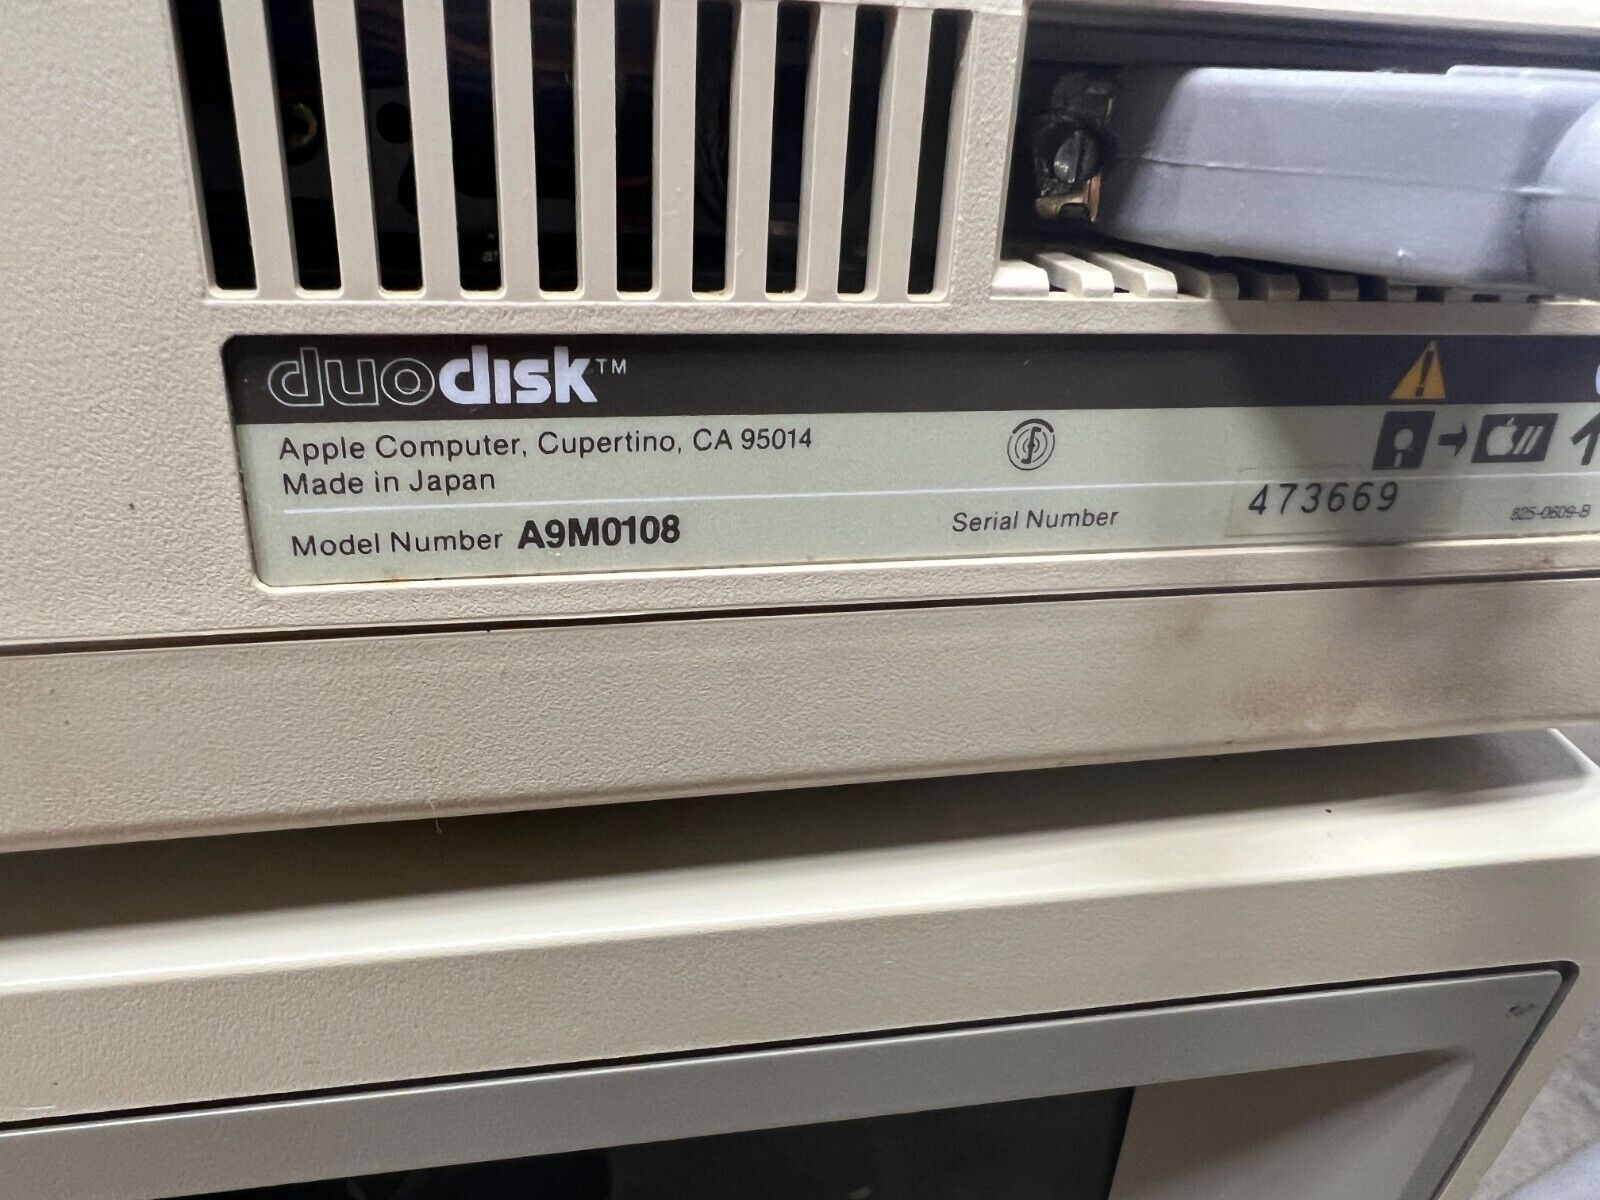 duodisk™
Apple Computer, Cupertino, CA 95014
Made in Japan
Model Number A9M0108
Serial Number 473669
825-0609-B